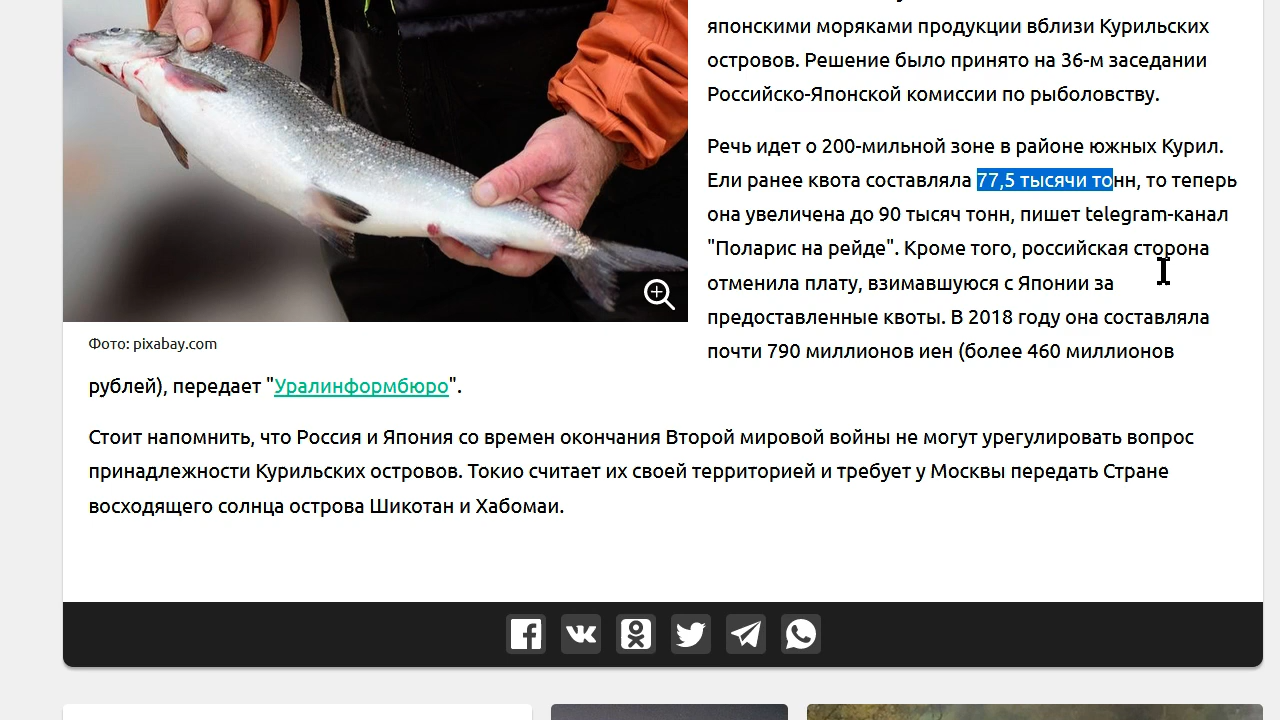 японскими моряками продукции вблизи Курильских
островов. Решение было принято на 36-м заседании
Российско-Японской комиссии по рыболовству.
Речь идет о 200-мильной зоне в районе южных Курил.
Ели ранее квота составляла 77,5 тысячи тонн, то теперь
она увеличена до 90 тысяч тонн, пишет telegram-канал
"Поларис на рейде". Кроме того, российская сторона
отменила плату, взимавшуюся с Японии за
предоставленные квоты. В 2018 году она составляла
почти 790 миллионов иен (более 460 миллионов
Фото: pixabay.com
рублей), передает "Уралинформбюро".
Стоит напомнить, что Россия и Япония со времен окончания Второй мировой войны не могут урегулировать вопрос
принадлежности Курильских островов. Токио считает их своей территорией и требует у Москвы передать Стране
восходящего солнца острова Шикотан и Хабомаи.